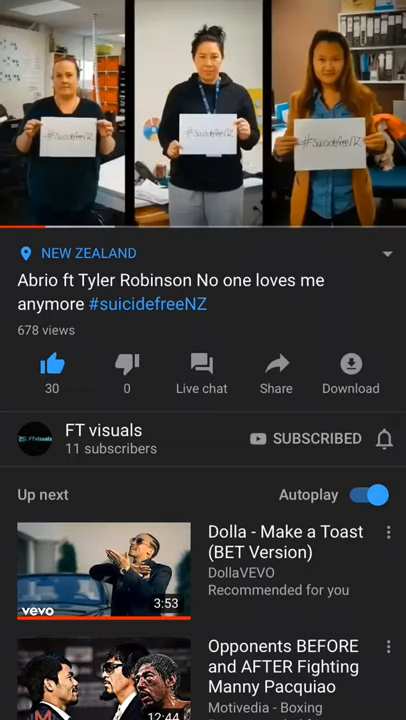 #suicidefreeNZ #suicidefreeNZ #suicidefreeNZ
NEW ZEALAND
Abrio ft Tyler Robinson No one loves me
anymore #suicidefreeNZ
678 views
30 0 Live chat Share Download
FT visuals
FT visuals
11 subscribers
SUBSCRIBED
Up next Autoplay
Dolla - Make a Toast
(BET Version)
DollaVEVO
Recommended for you
vevo 3:53
Opponents BEFORE
and AFTER Fighting
Manny Pacquiao
Motivedia - Boxing
M 12:44